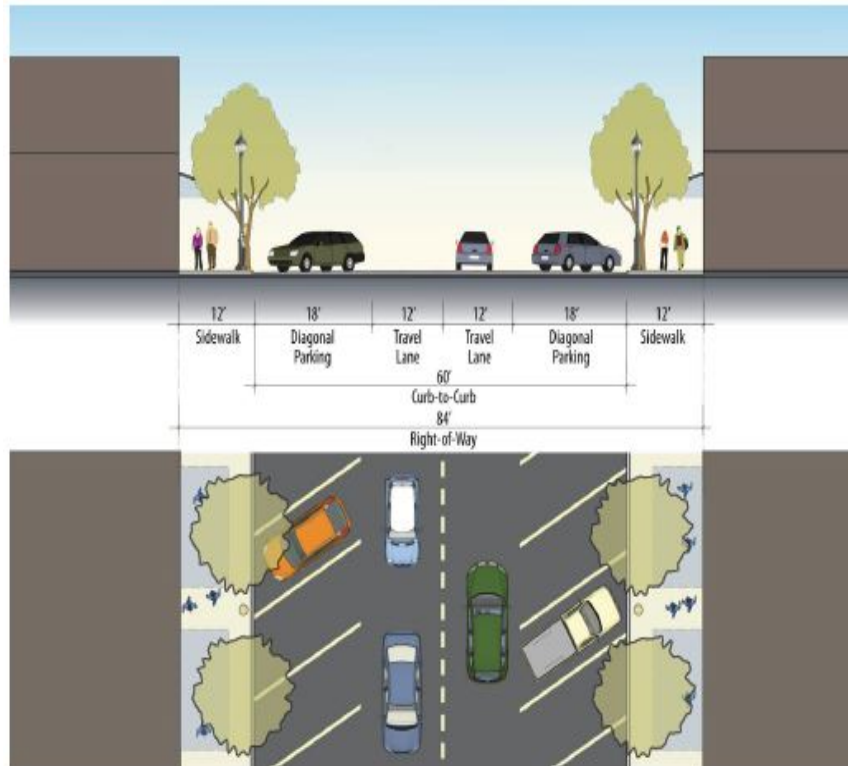 12' 18' 12' 12' 18' 12'
Sidewalk Diagonal Travel Travel Diagonal Sidewalk
Parking Lane Lane Parking
60'
Curb-to-Curb
84'
Right-of-Way